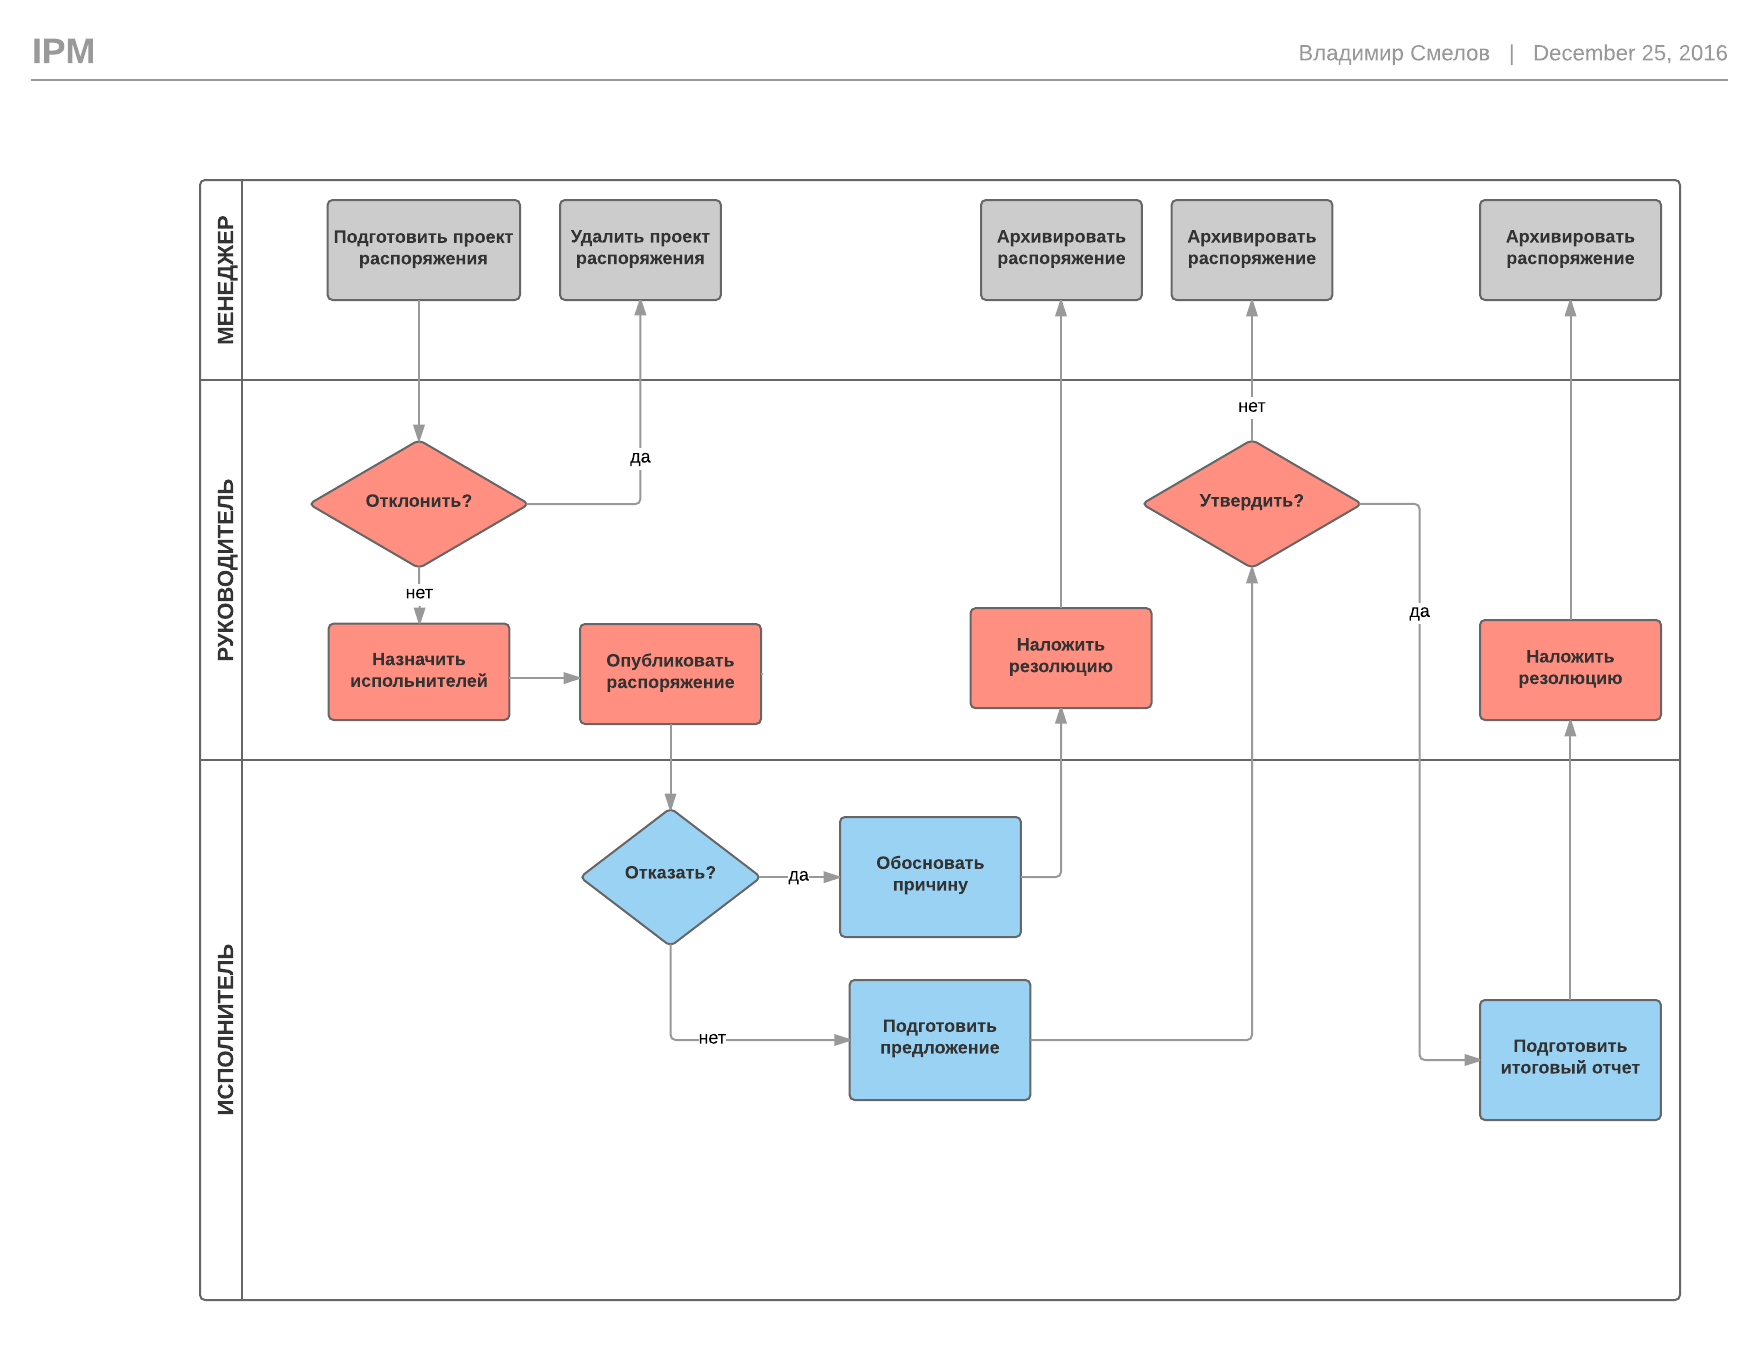 IPM
Владимир Смелов | December 25, 2016
МЕНЕДЖЕР
Подготовить проект
распоряжения
Удалить проект
распоряжения
Архивировать
распоряжение
Архивировать
распоряжение
Архивировать
распоряжение
РУКОВОДИТЕЛЬ
Отклонить?
да
нет
Назначить
испольнителей
Опубликовать
распоряжение
Наложить
резолюцию
нет
Утвердить?
да
Наложить
резолюцию
ИСПОЛНИТЕЛЬ
Отказать?
да
Обосновать
причину
нет
Подготовить
предложение
Подготовить
итоговый отчет